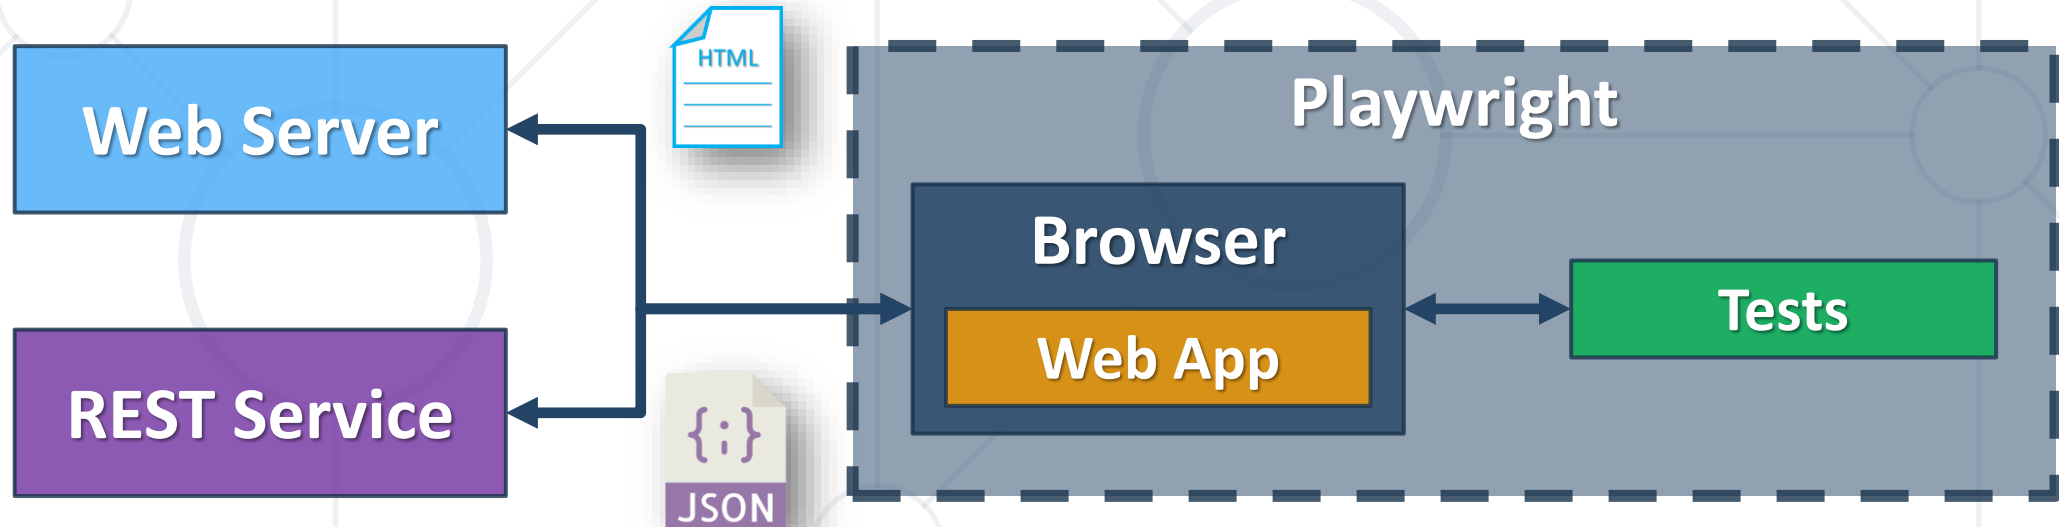 Web Server
HTML
Playwright
Browser
Web App
Tests
REST Service
{;}
JSON